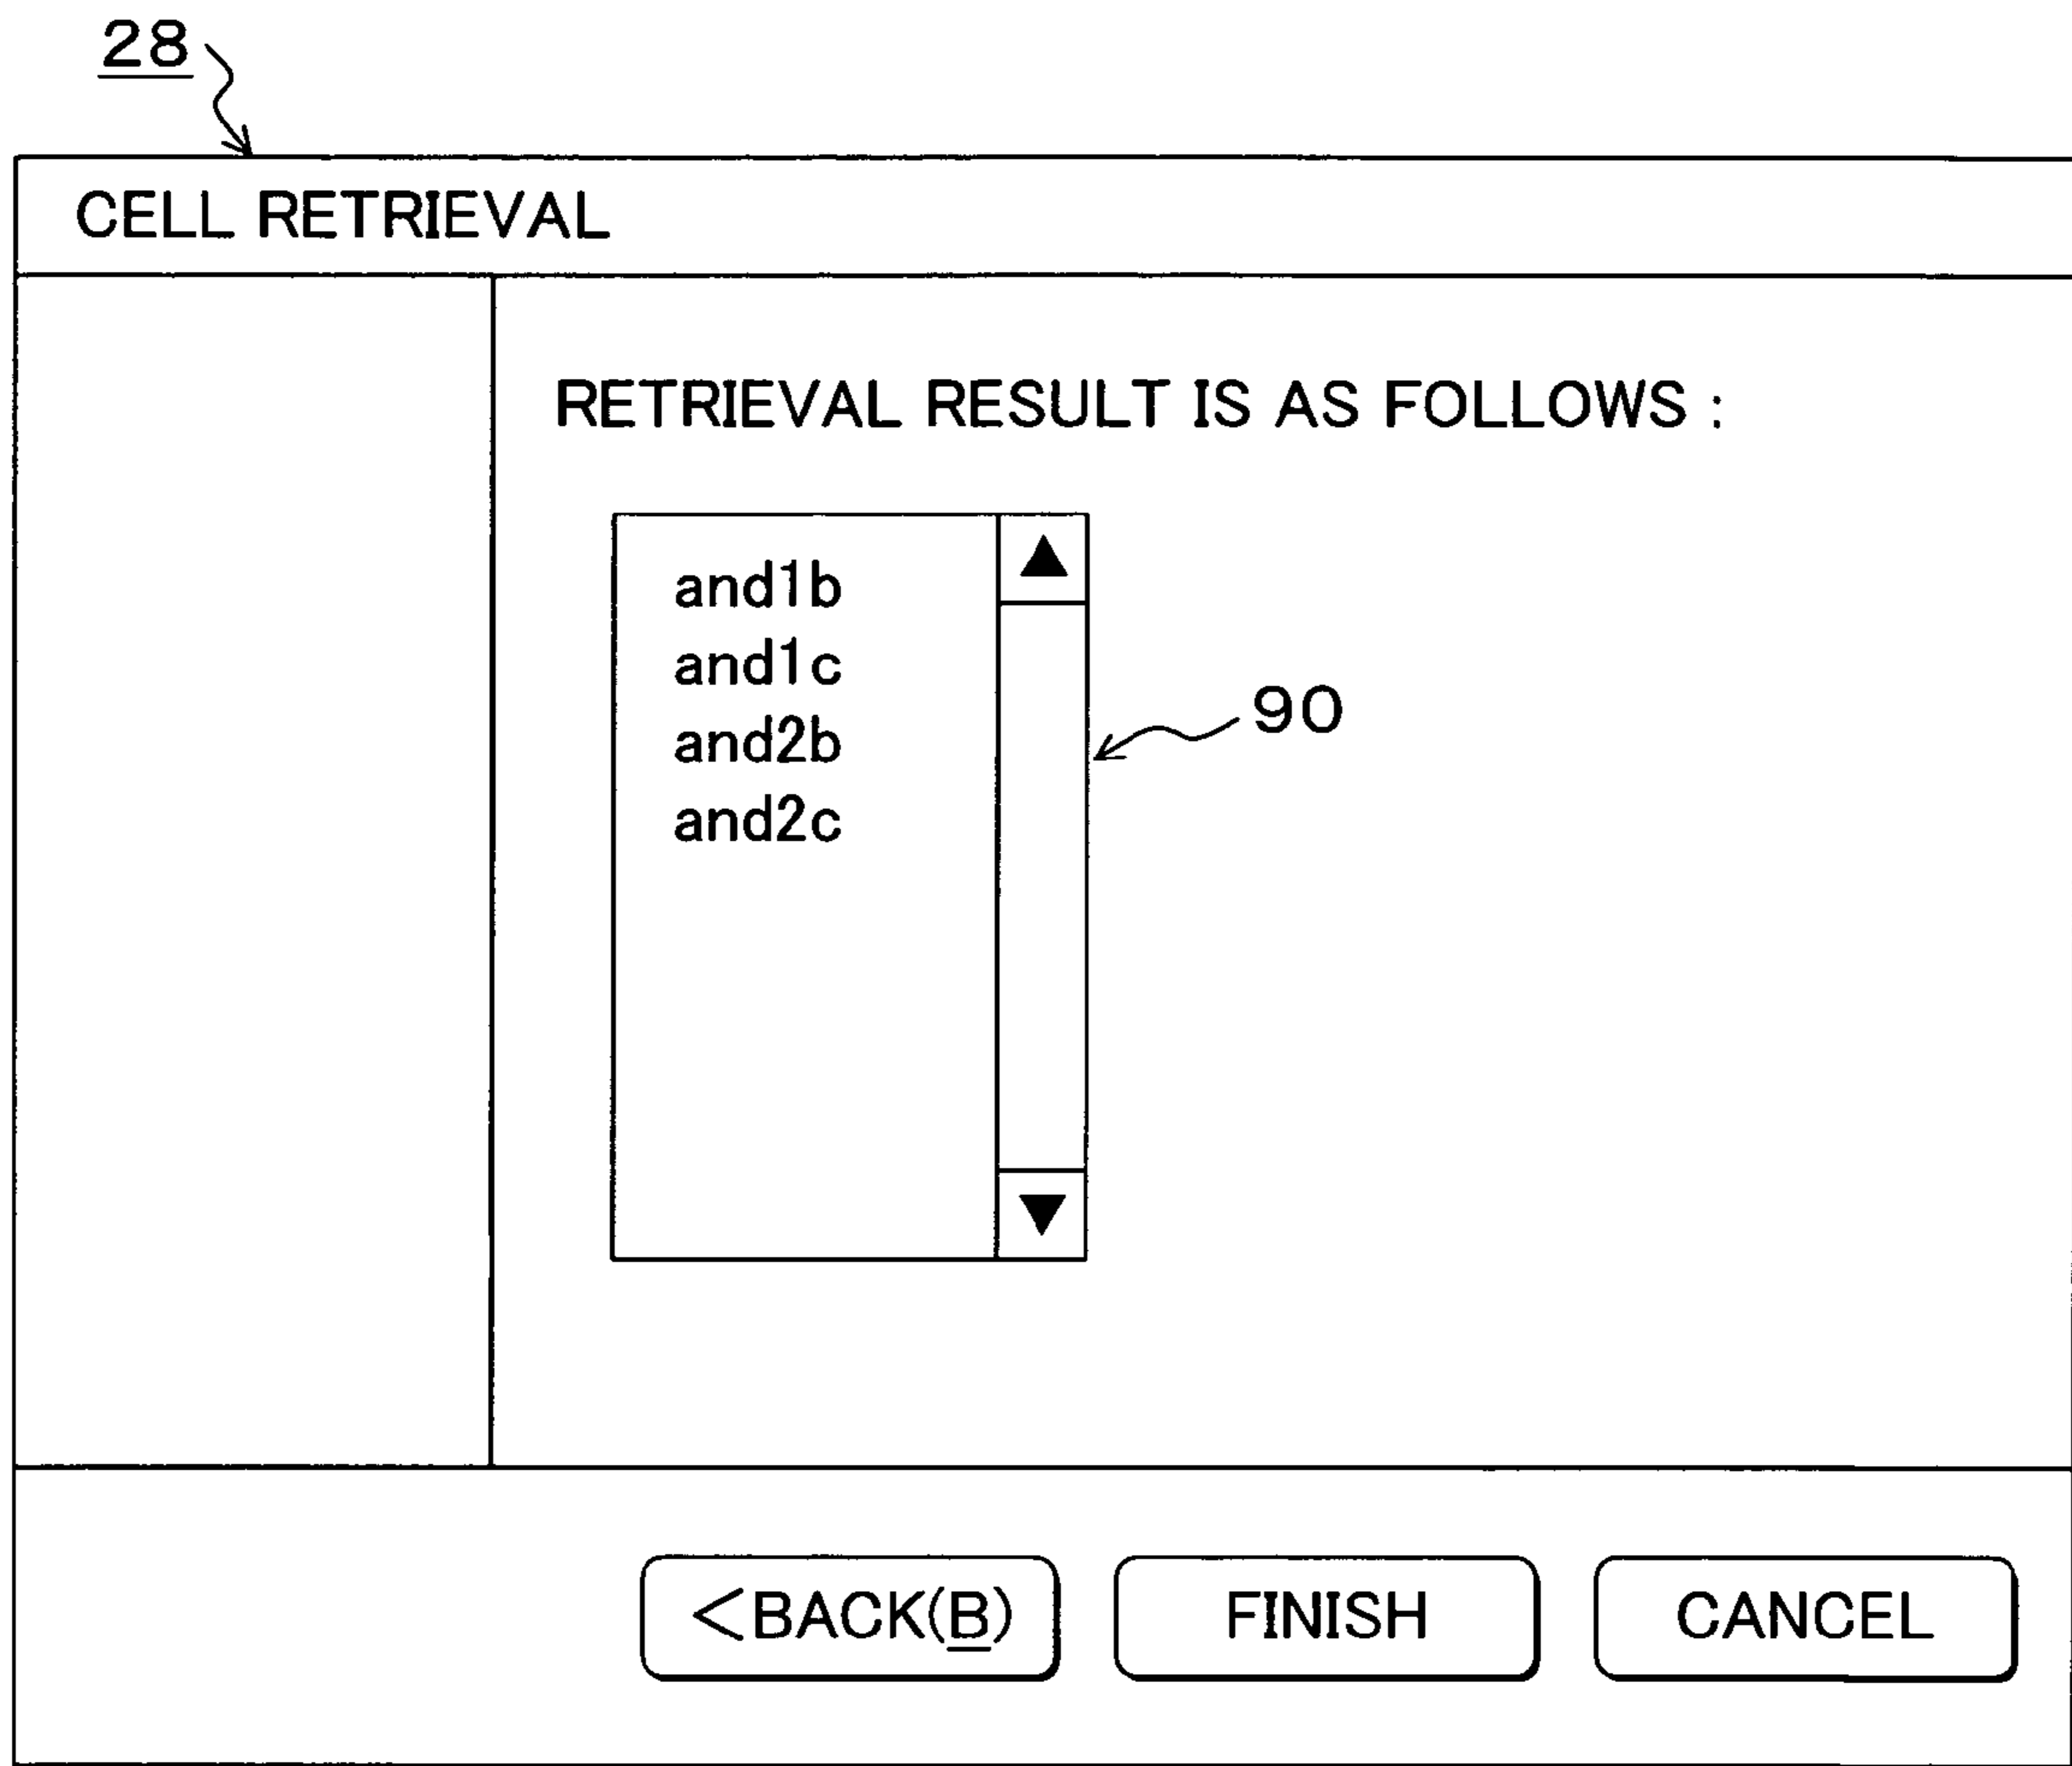 28
CELL RETRIEVAL
RETRIEVAL RESULT IS AS FOLLOWS :
and1b
and1c
90
and2b
and2c
<BACK(B)
FINISH
CANCEL